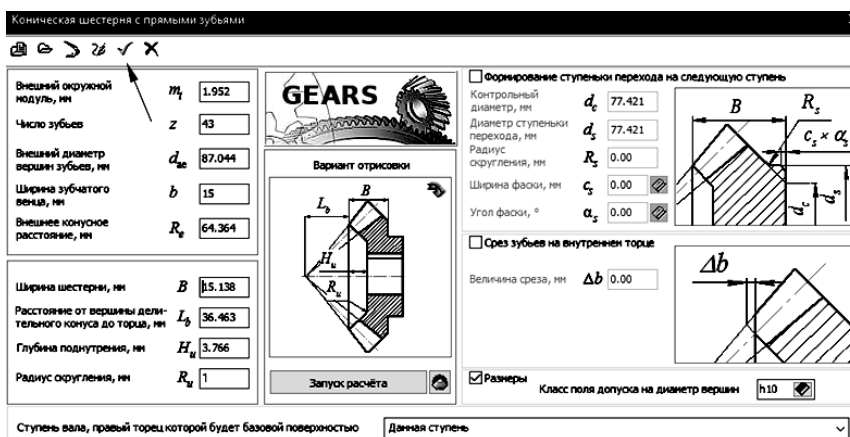 Коническая шестерня с прямыми зубьями
Внешний окружной
модуль, мм
m_t 1.952
Число зубьев
z 43
Внешний диаметр
вершин зубьев, мм
d_ae 87.044
Ширина зубчатого
венца, мм
b 15
Внешнее конусное
расстояние, мм
R_e 64.364
Ширина шестерни, мм
B 15.138
Расстояние от вершины дели-
тельного конуса до торца, мм
L_b 36.463
Глубина поднутрения, мм
H_u 3.766
Радиус скругления, мм
R_u 1
GEARS
Вариант отрисовки
B
L_b
H_u
R_u
Запуск расчёта
Формирование ступеньки перехода на следующую ступень
Контрольный
диаметр, мм
d_c 77.421
Диаметр ступеньки
перехода, мм
d_s 77.421
Радиус
скругления, мм
R_s 0.00
Ширина фаски, мм
c_s 0.00
Угол фаски, °
α_s 0.00
B
R_s
c_s × α_s
d_c
d_s
Срез зубьев на внутреннем торце
Величина среза, мм
Δb 0.00
Δb
Размеры
Класс поля допуска на диаметр вершин
h10
Ступень вала, правый торец которой будет базовой поверхностью
Данная ступень